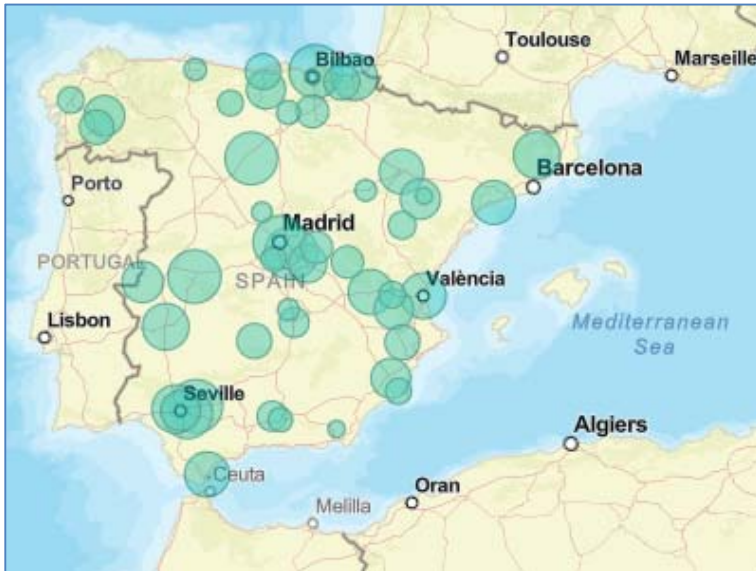 Toulouse
Bilbao
Marseille
Barcelona
Porto
Madrid
PORTUGAL
SPAIN
València
Lisbon
Mediterranean
Sea
Seville
Algiers
Ceuta
Oran
Melilla